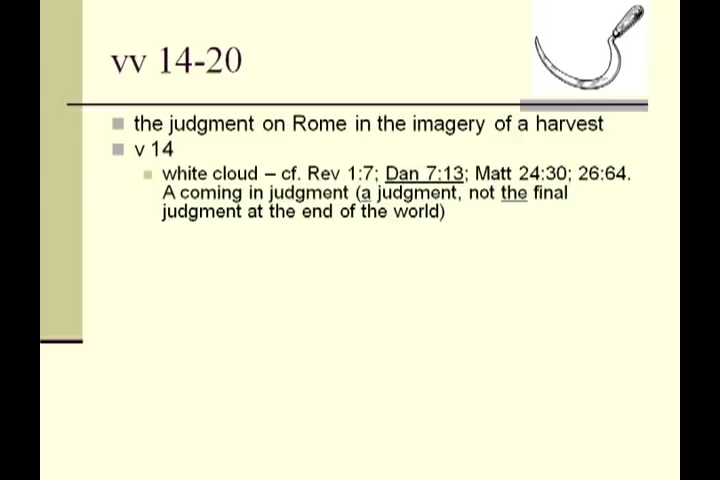 vv 14-20
the judgment on Rome in the imagery of a harvest
v 14
white cloud – cf. Rev 1:7; Dan 7:13; Matt 24:30; 26:64.
A coming in judgment (a judgment, not the final
judgment at the end of the world)